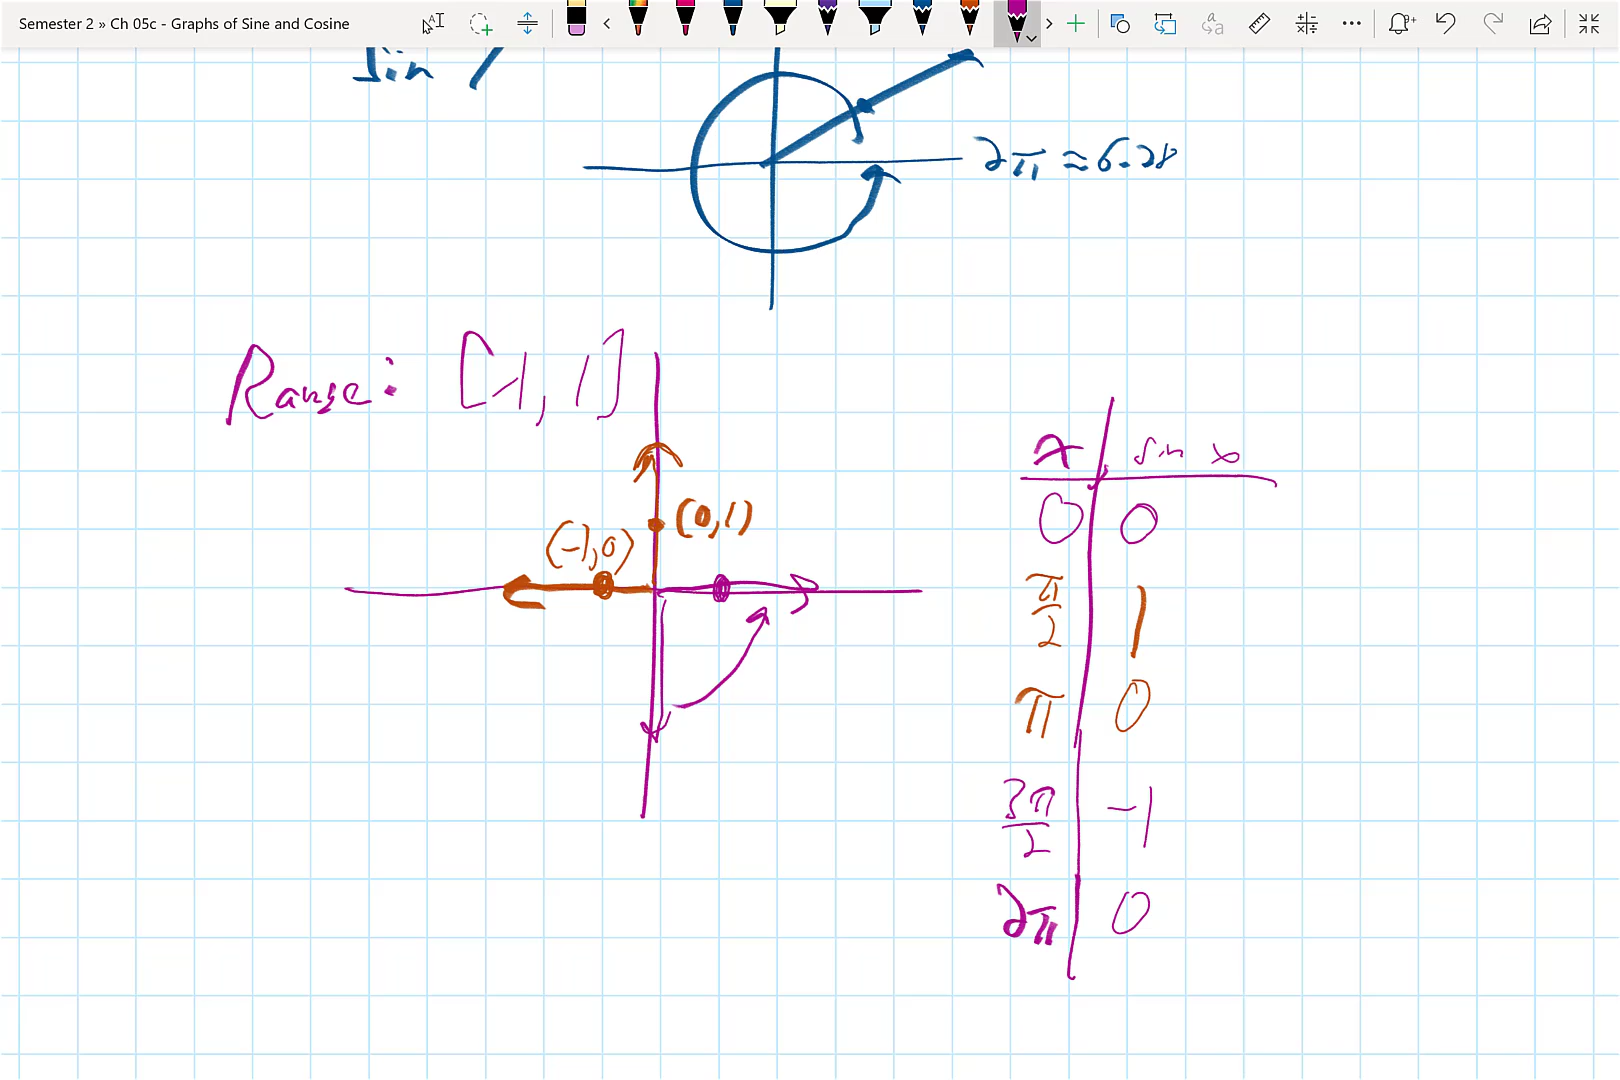 Semester 2 » Ch 05c - Graphs of Sine and Cosine
Sin
2π ≈ 6.28
Range: [-1, 1]
x sin x
0 0
(0,1)
(-1,0)
π/2 1
π 0
3π/2 -1
2π 0